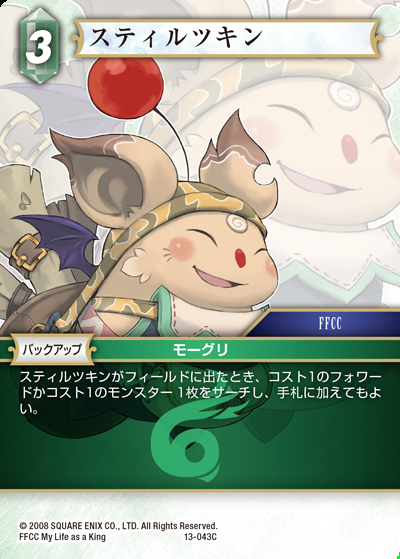 3
スティルツキン
FFCC
バックアップ
モーグリ
スティルツキンがフィールドに出たとき、コスト1のフォワー
ドかコスト1のモンスター 1枚をサーチし、手札に加えてもよ
い。
© 2008 SQUARE ENIX CO., LTD. All Rights Reserved.
FFCC My Life as a King
13-043C